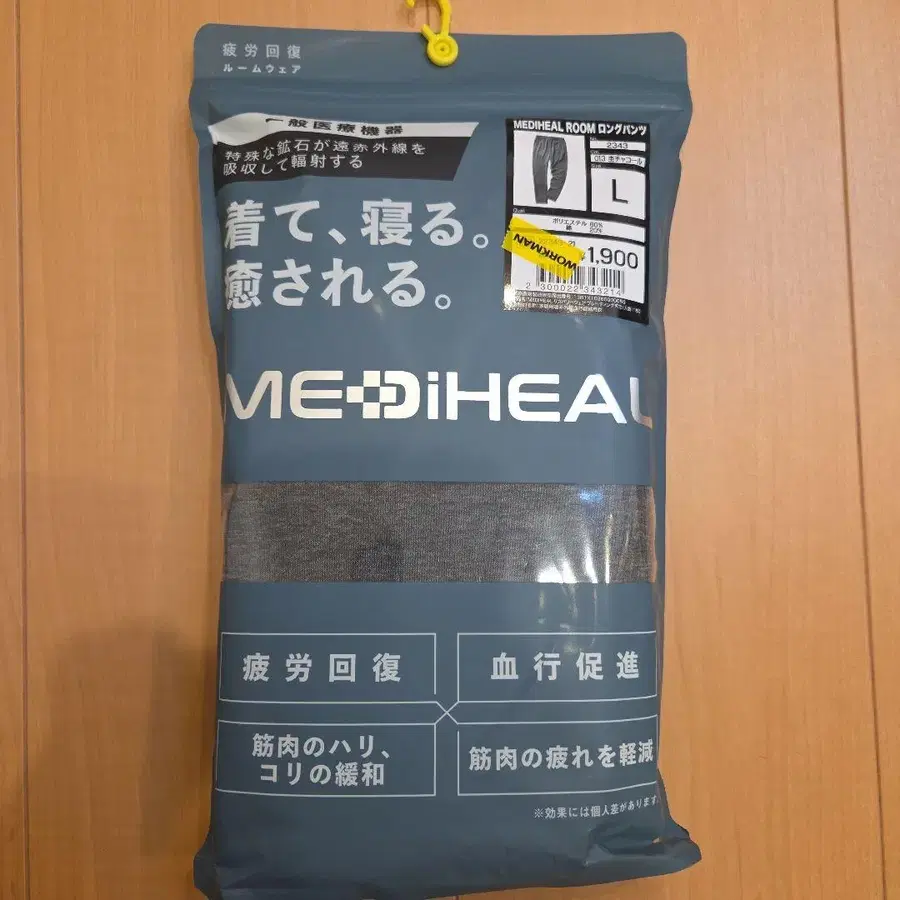 疲労回復
ルームウェア
一般医療機器
特殊な鉱石が遠赤外線を
吸収して輻射する
着て、寝る。
癒される。
MEDiHEAL
MEDIHEAL ROOM ロングパンツ
2343
013 杢チャコール
L
ポリエステル 80%
綿 20%
WORKMAN
¥1,900
2 300022 343214
疲労回復
血行促進
筋肉のハリ、
コリの緩和
筋肉の疲れを軽減
※効果には個人差があります